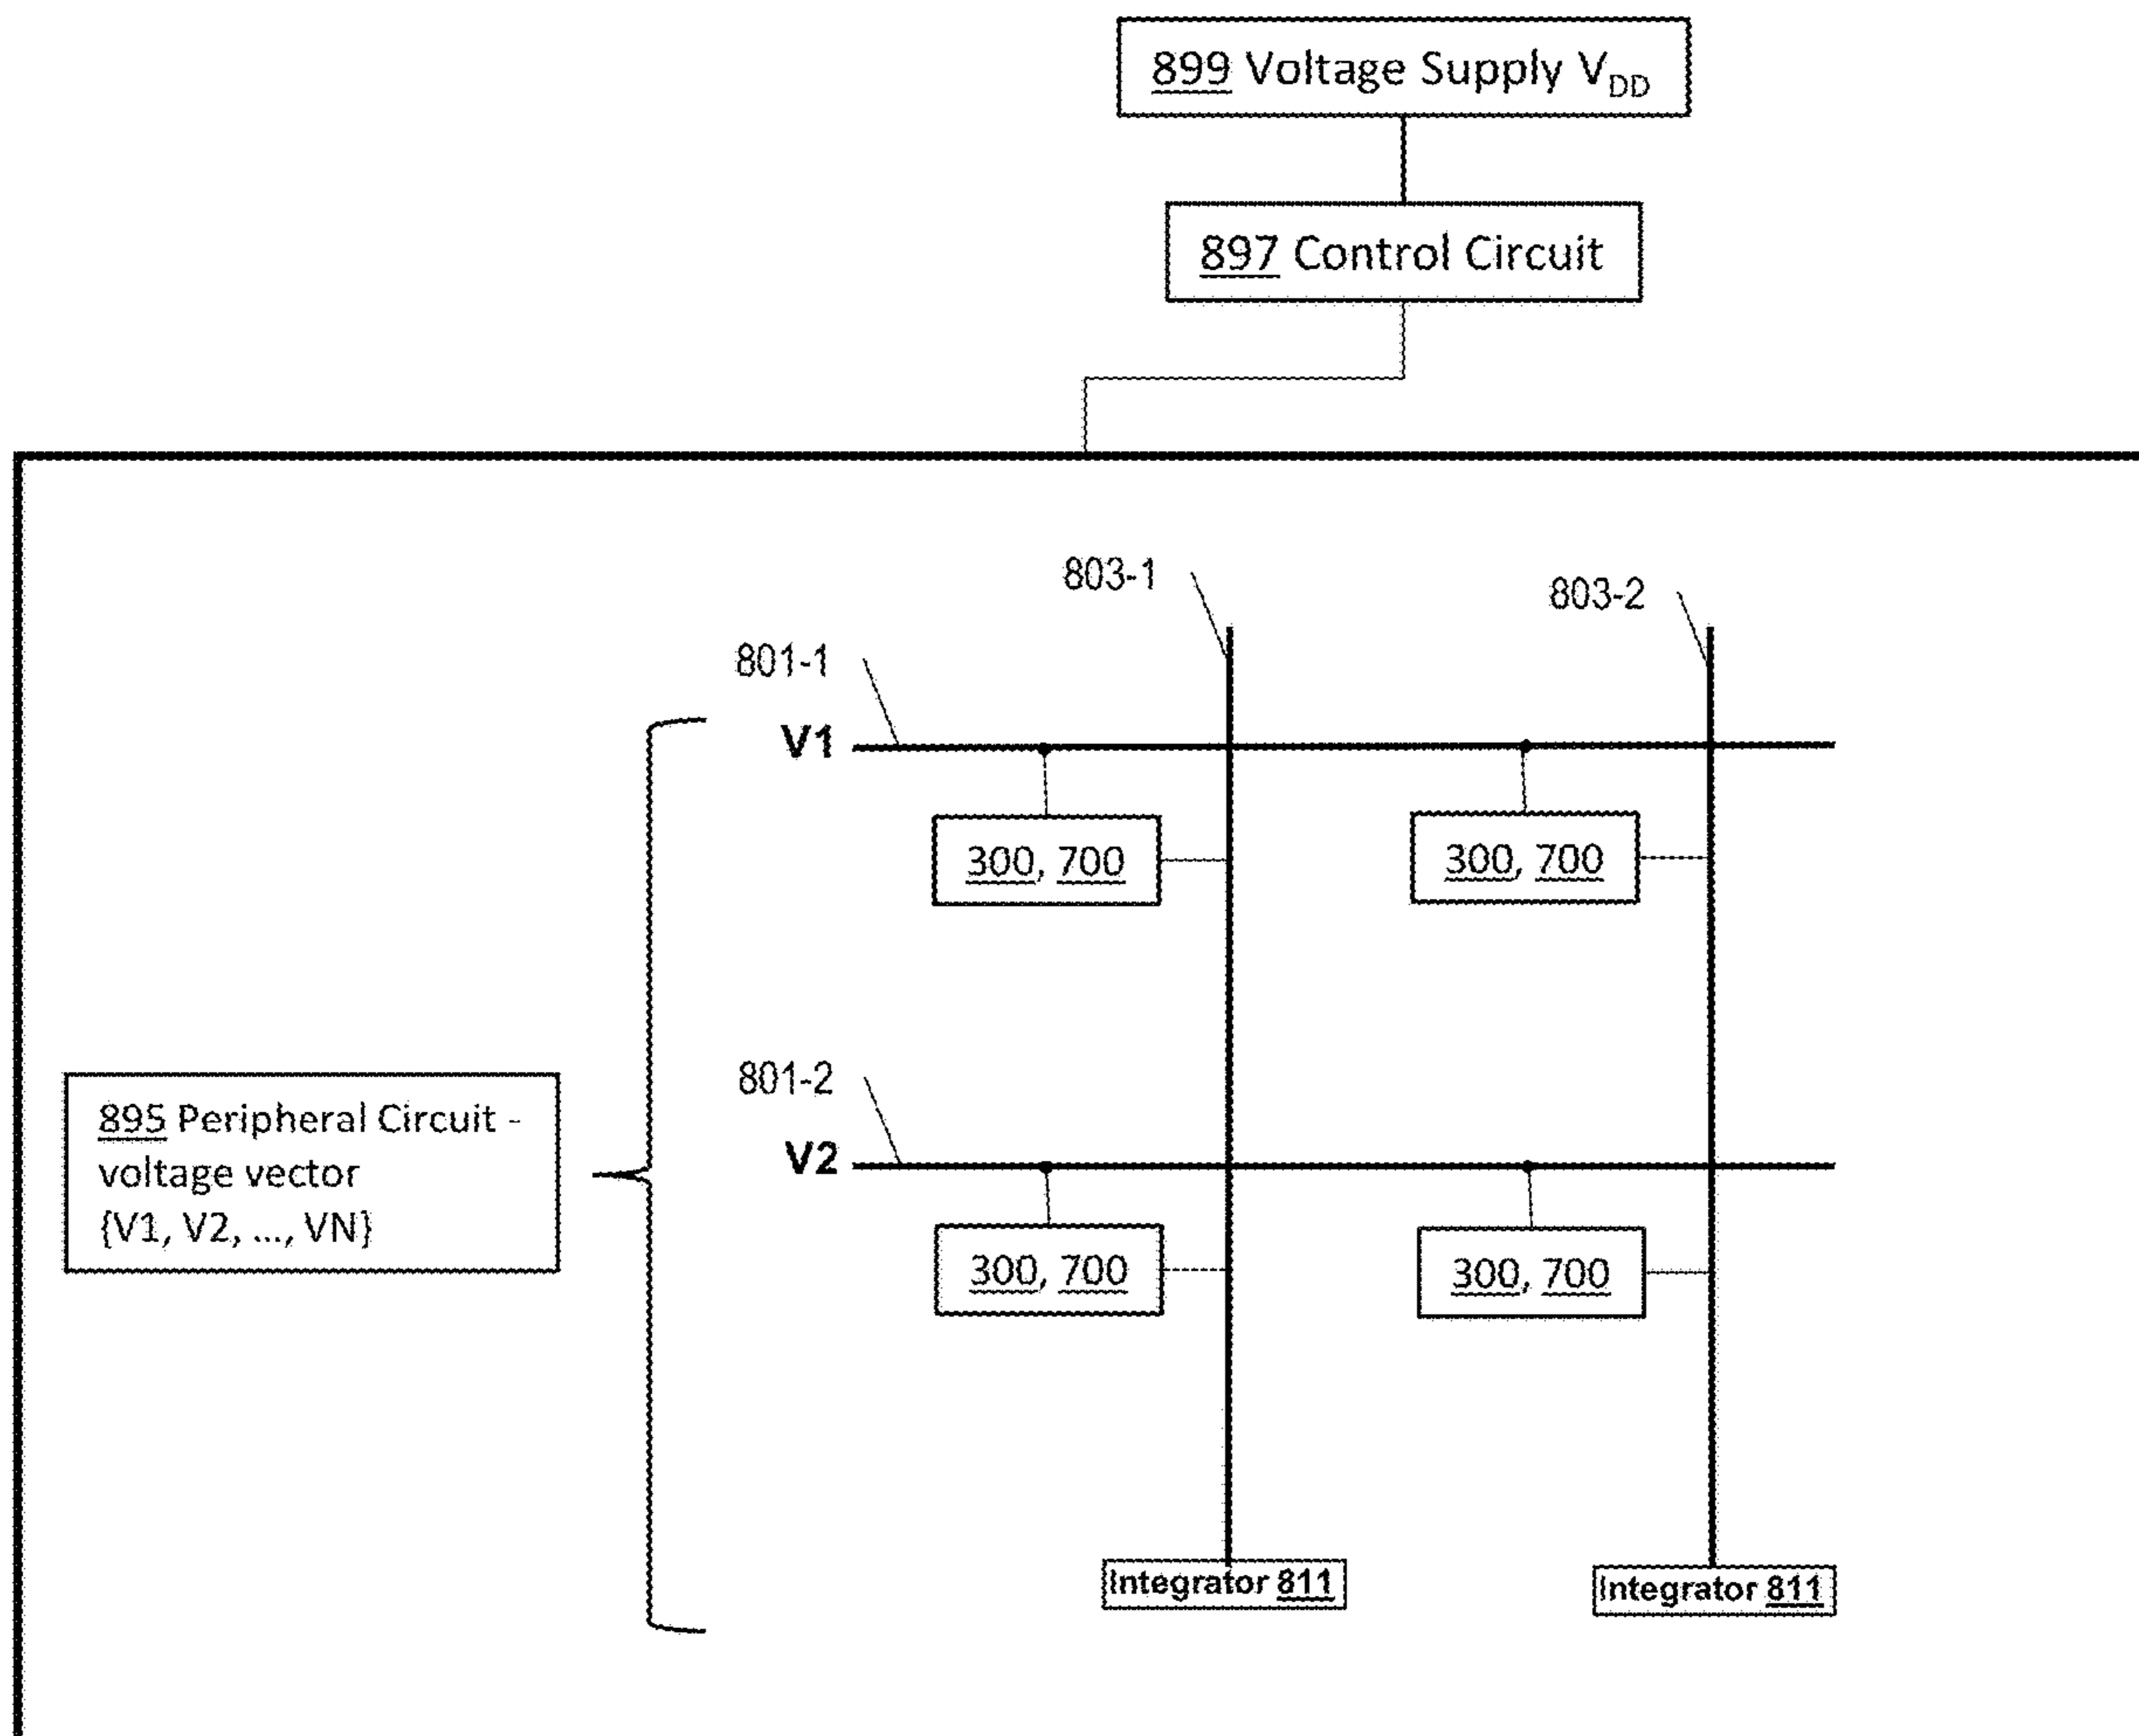 899 Voltage Supply VDD
897 Control Circuit
803-1
803-2
801-1
V1
300, 700
300, 700
801-2
V2
895 Peripheral Circuit -
voltage vector
{V1, V2, ..., VN}
300, 700
300, 700
Integrator 811
Integrator 811